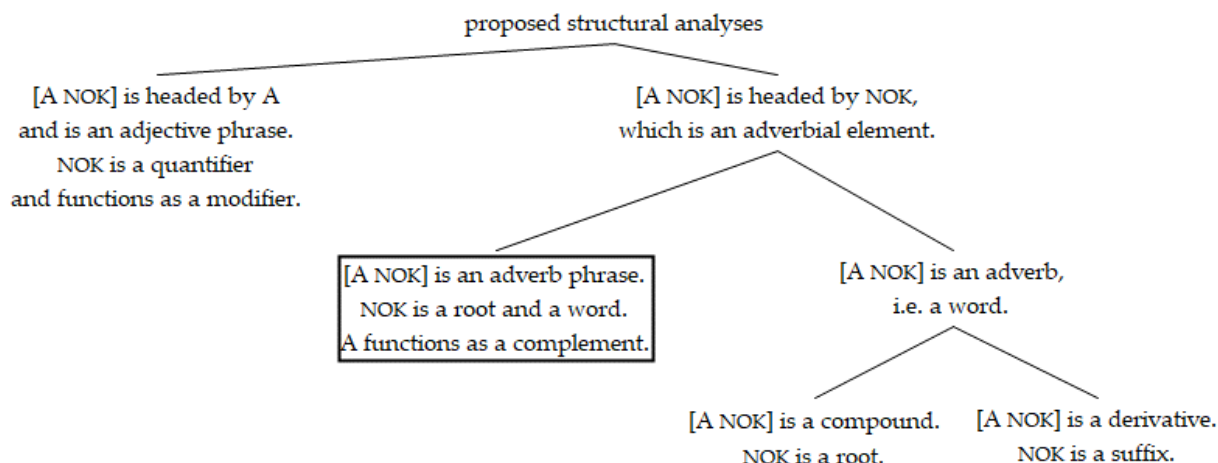 proposed structural analyses
[A NOK] is headed by A
and is an adjective phrase.
NOK is a quantifier
and functions as a modifier.
[A NOK] is headed by NOK,
which is an adverbial element.
[A NOK] is an adverb phrase.
NOK is a root and a word.
A functions as a complement.
[A NOK] is an adverb,
i.e. a word.
[A NOK] is a compound.
NOK is a root.
[A NOK] is a derivative.
NOK is a suffix.